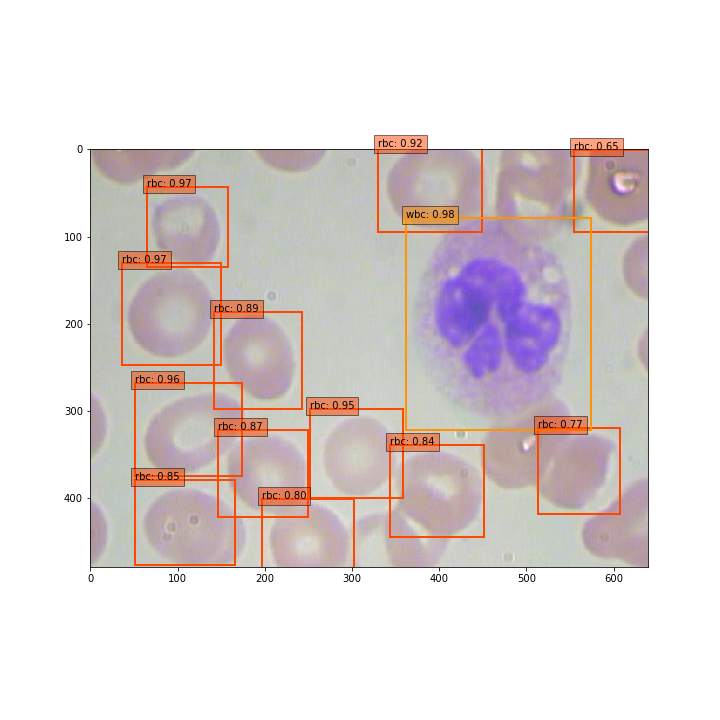 rbc: 0.92
rbc: 0.65
0
rbc: 0.97
wbc: 0.98
100
rbc: 0.97
200
rbc: 0.89
300
rbc: 0.96
rbc: 0.95
rbc: 0.87
rbc: 0.77
rbc: 0.84
rbc: 0.85
400
rbc: 0.80
0 100 200 300 400 500 600